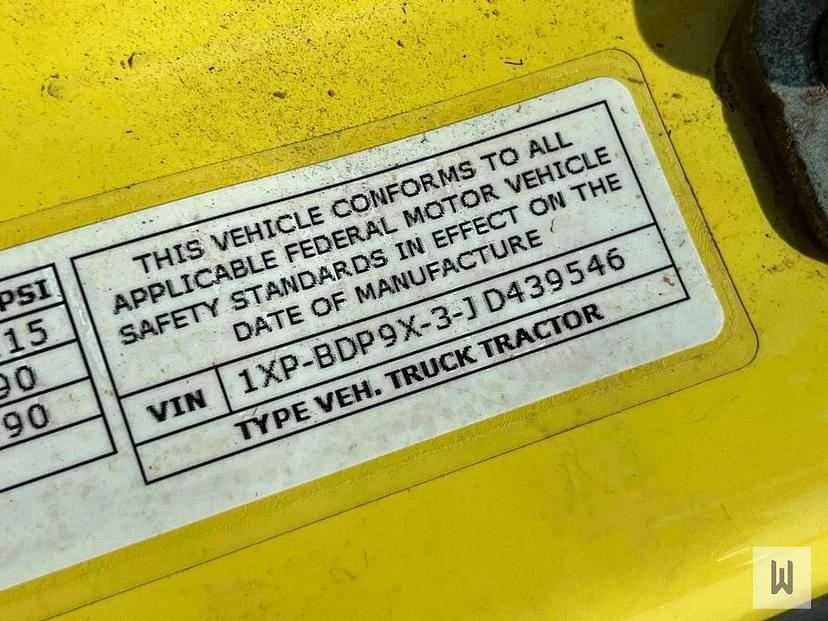 PSI
115
90
90
THIS VEHICLE CONFORMS TO ALL
APPLICABLE FEDERAL MOTOR VEHICLE
SAFETY STANDARDS IN EFFECT ON THE
DATE OF MANUFACTURE
VIN 1XP-BDP9X-3-JD439546
TYPE VEH. TRUCK TRACTOR
W